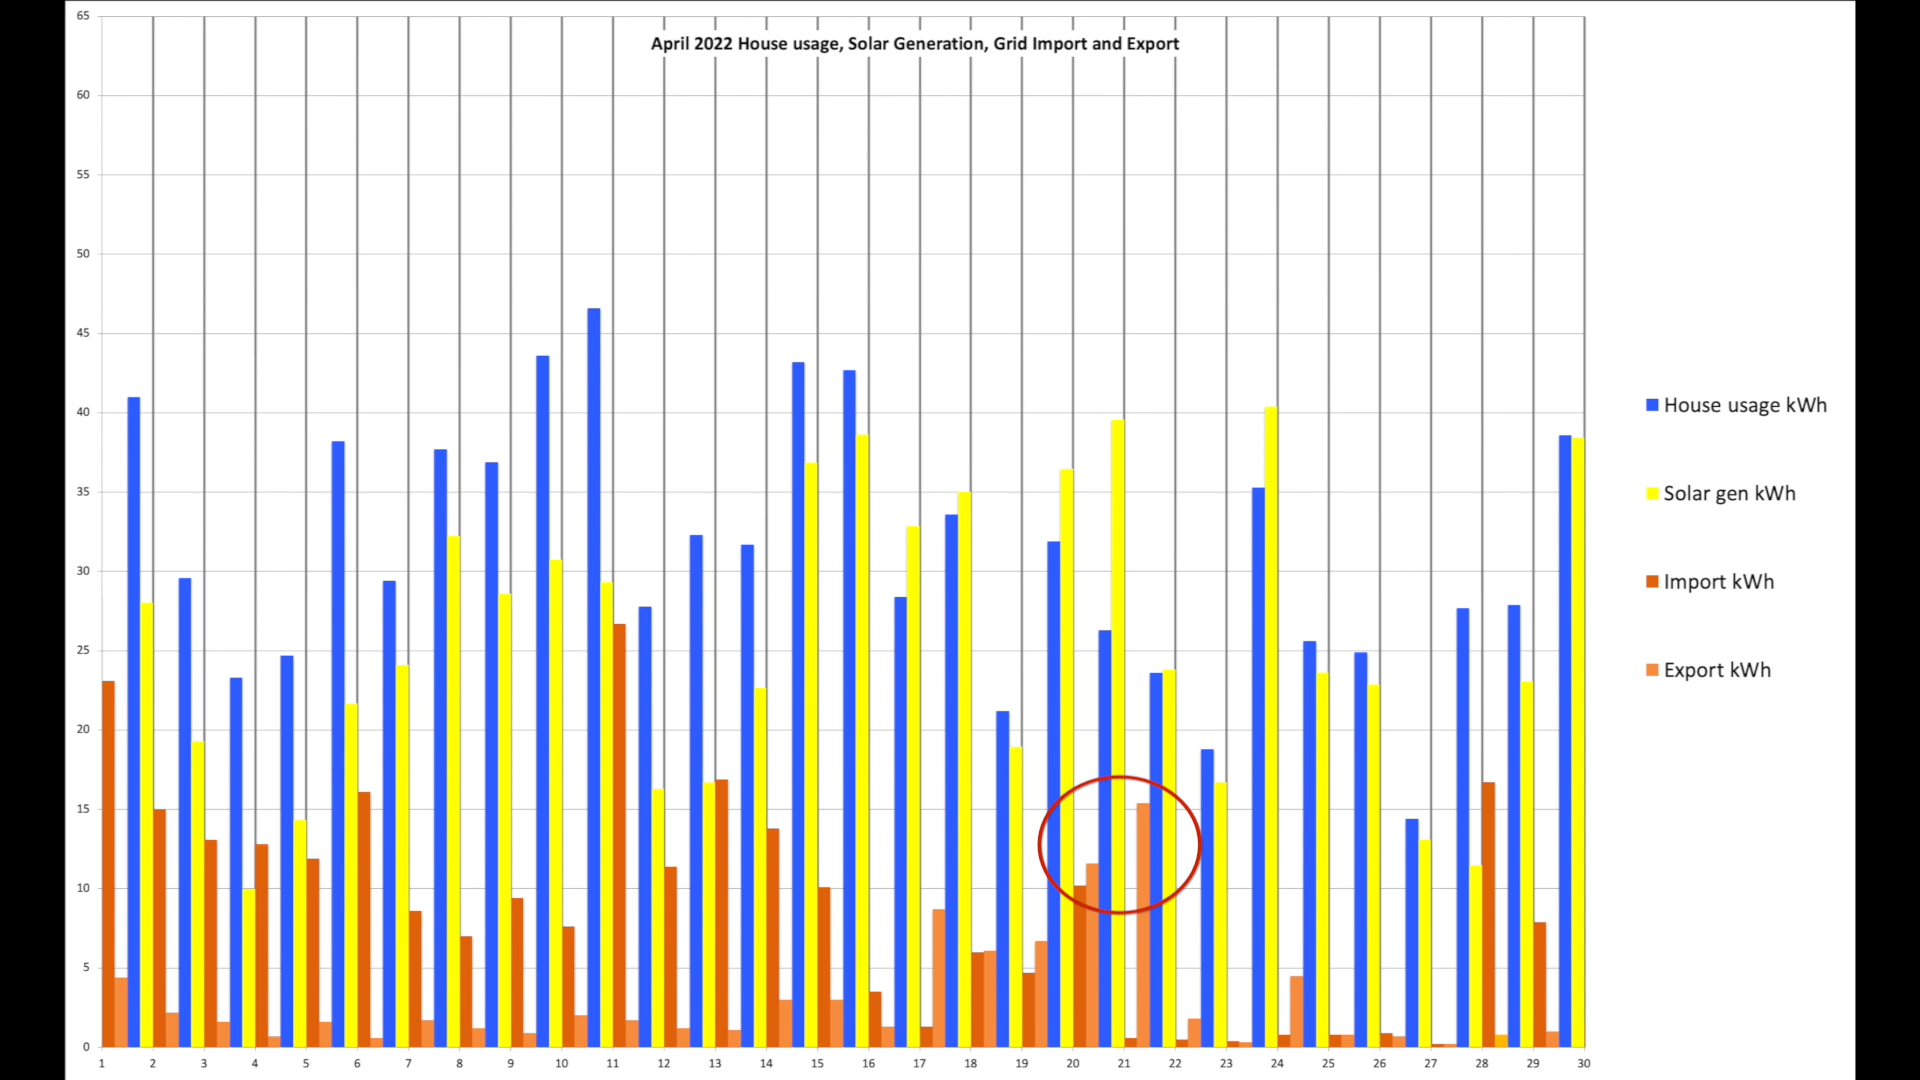 April 2022 House usage, Solar Generation, Grid Import and Export
65
60
55
50
45
40
35
30
25
20
15
10
5
0
1 2 3 4 5 6 7 8 9 10 11 12 13 14 15 16 17 18 19 20 21 22 23 24 25 26 27 28 29 30
House usage kWh
Solar gen kWh
Import kWh
Export kWh